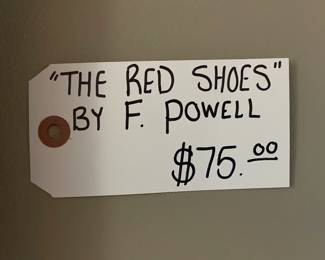 "THE RED SHOES"
BY F. POWELL
$75.00